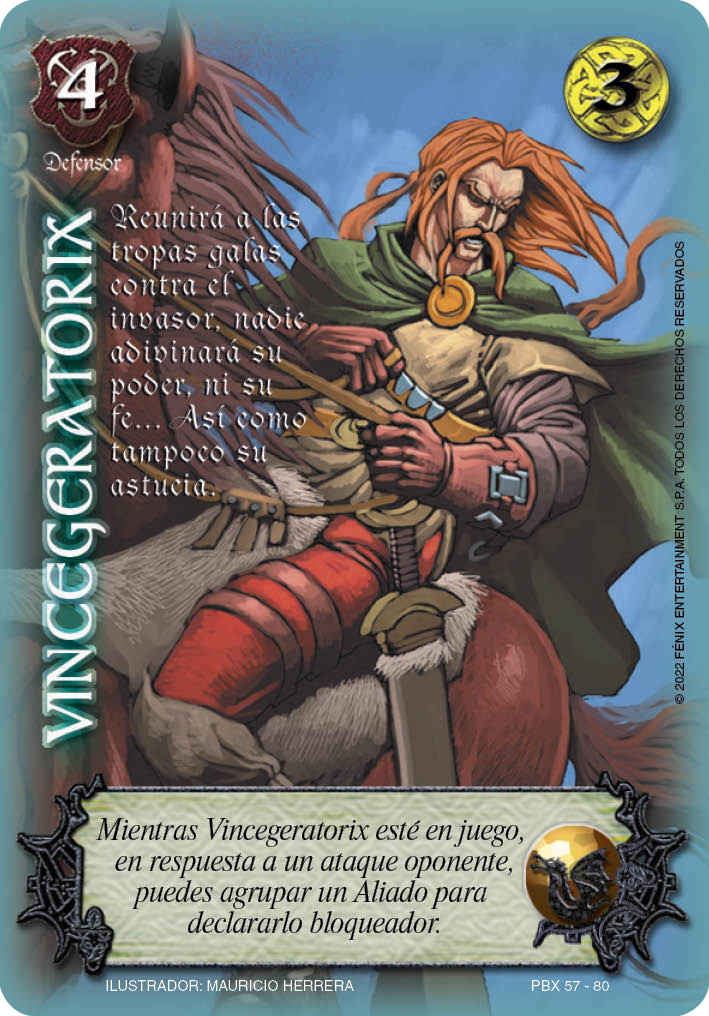 4
3
Defensor
VINCEGERATORIX
Reunirá a las
tropas galas
contra el
invasor, nadie
adivinará su
poder, ni su
fe... Así como
tampoco su
astucia.
© 2022 FÉNIX ENTERTAINMENT S.P.A. TODOS LOS DERECHOS RESERVADOS
Mientras Vincegeratorix esté en juego,
en respuesta a un ataque oponente,
puedes agrupar un Aliado para
declararlo bloqueador.
ILUSTRADOR: MAURICIO HERRERA
PBX 57 - 80